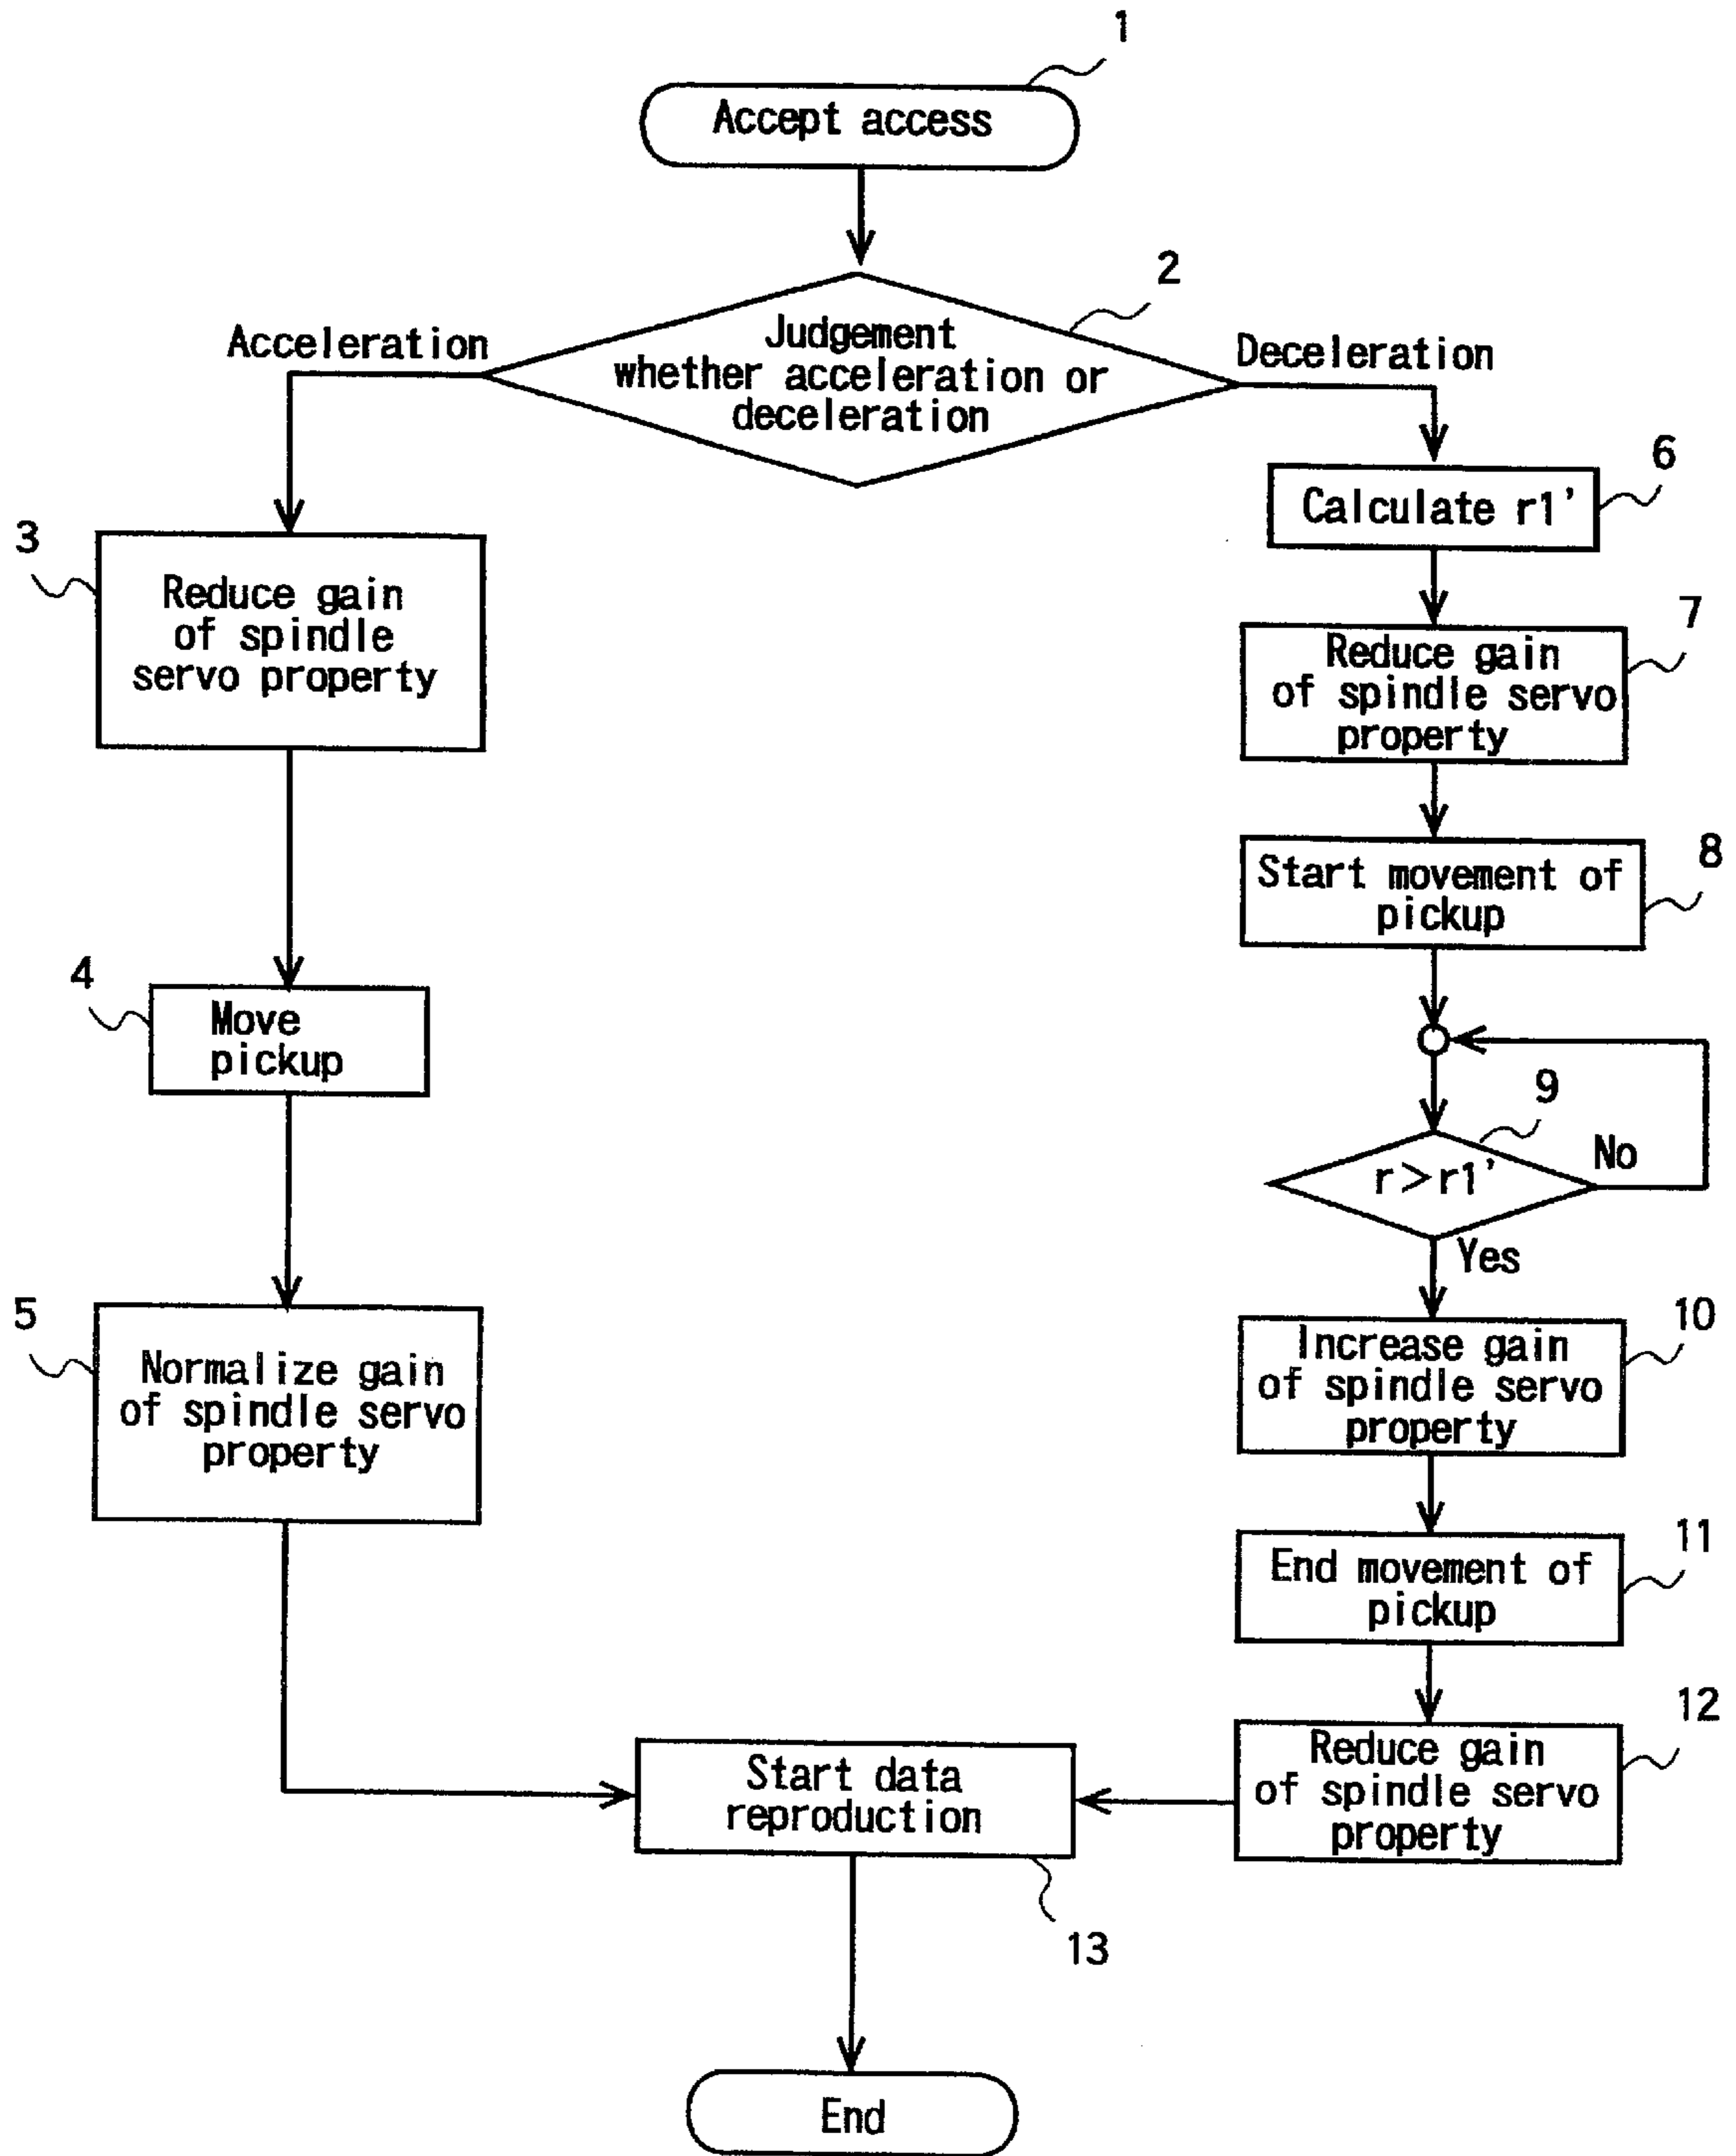 1
Accept access
2
Judgement
whether acceleration or
deceleration
Acceleration
Deceleration
3
Reduce gain
of spindle
servo property
4
Move
pickup
5
Normalize gain
of spindle servo
property
6
Calculate r1'
7
Reduce gain
of spindle servo
property
8
Start movement of
pickup
9
r>r1'
No
Yes
10
Increase gain
of spindle servo
property
11
End movement of
pickup
12
Reduce gain
of spindle servo
property
Start data
reproduction
13
End